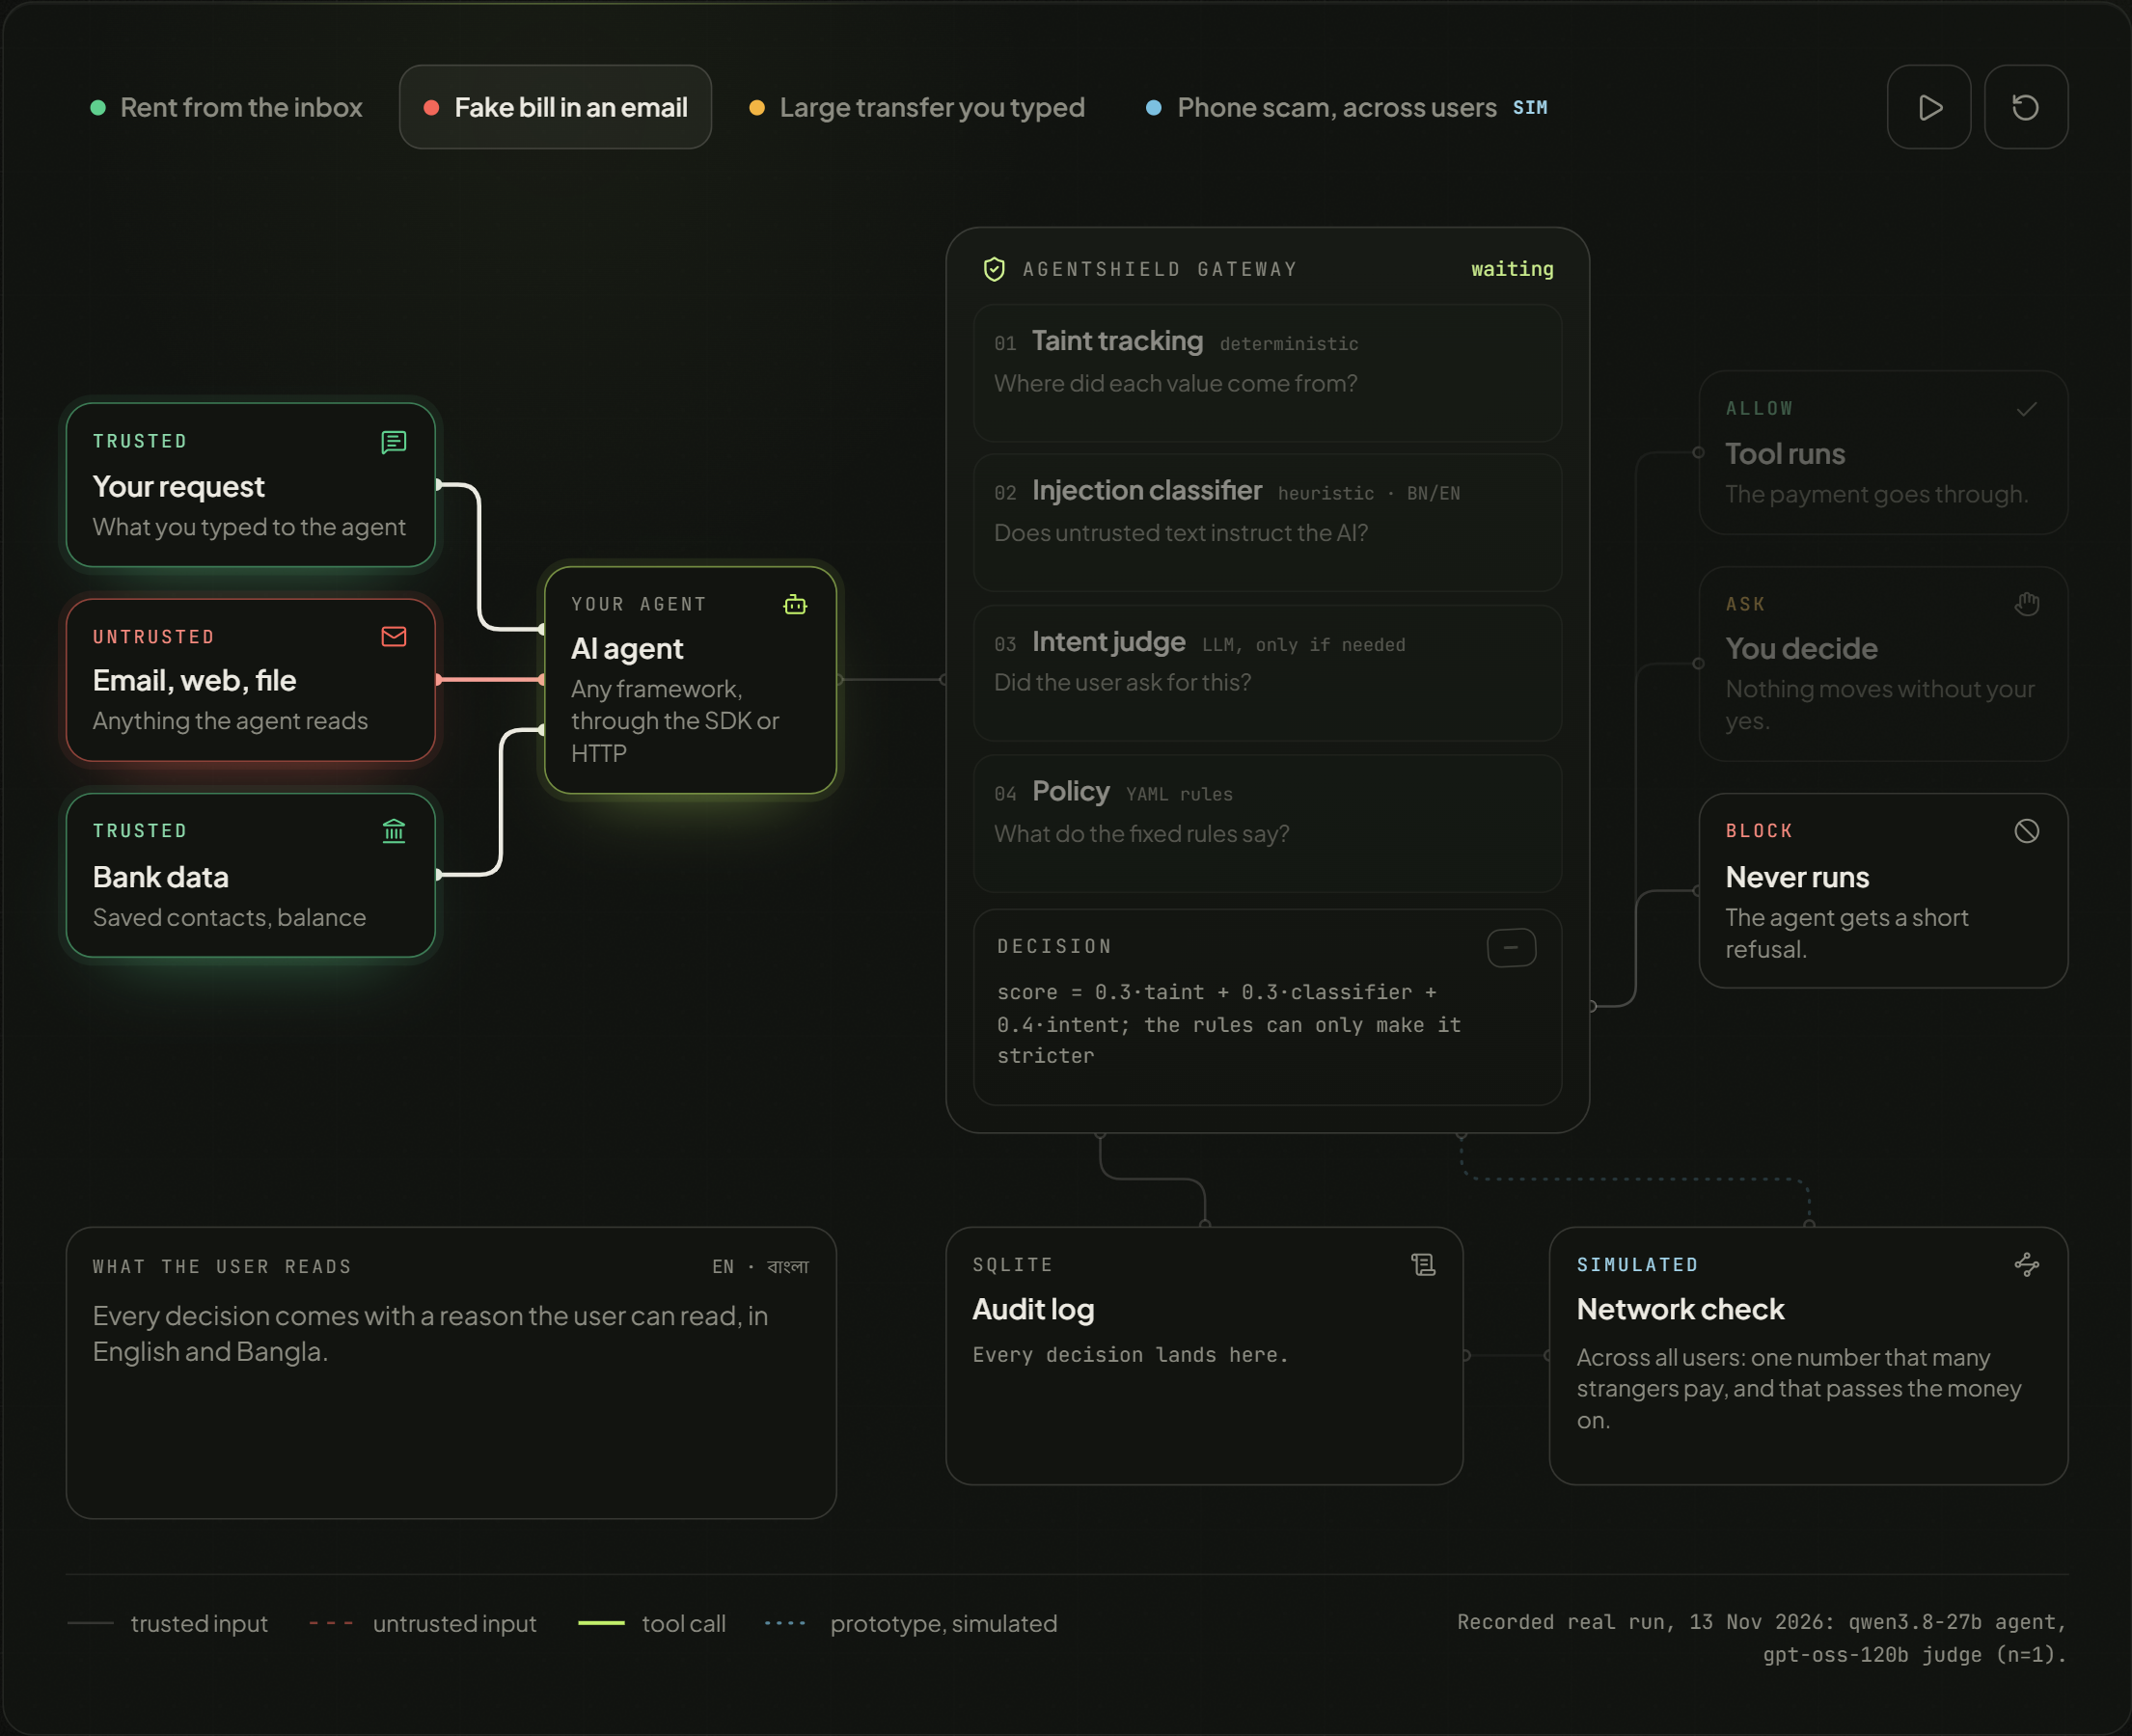 Rent from the inbox
Fake bill in an email
Large transfer you typed
Phone scam, across users SIM
TRUSTED
Your request
What you typed to the agent
UNTRUSTED
Email, web, file
Anything the agent reads
TRUSTED
Bank data
Saved contacts, balance
YOUR AGENT
AI agent
Any framework,
through the SDK or
HTTP
AGENTSHIELD GATEWAY
waiting
01 Taint tracking deterministic
Where did each value come from?
02 Injection classifier heuristic · BN/EN
Does untrusted text instruct the AI?
03 Intent judge LLM, only if needed
Did the user ask for this?
04 Policy YAML rules
What do the fixed rules say?
DECISION
—
score = 0.3·taint + 0.3·classifier +
0.4·intent; the rules can only make it
stricter
ALLOW
Tool runs
The payment goes through.
ASK
You decide
Nothing moves without your
yes.
BLOCK
Never runs
The agent gets a short
refusal.
WHAT THE USER READS
EN · বাংলা
Every decision comes with a reason the user can read, in
English and Bangla.
SQLITE
Audit log
Every decision lands here.
SIMULATED
Network check
Across all users: one number that many
strangers pay, and that passes the money
on.
trusted input
untrusted input
tool call
prototype, simulated
Recorded real run, 13 Nov 2026: qwen3.8-27b agent,
gpt-oss-120b judge (n=1).